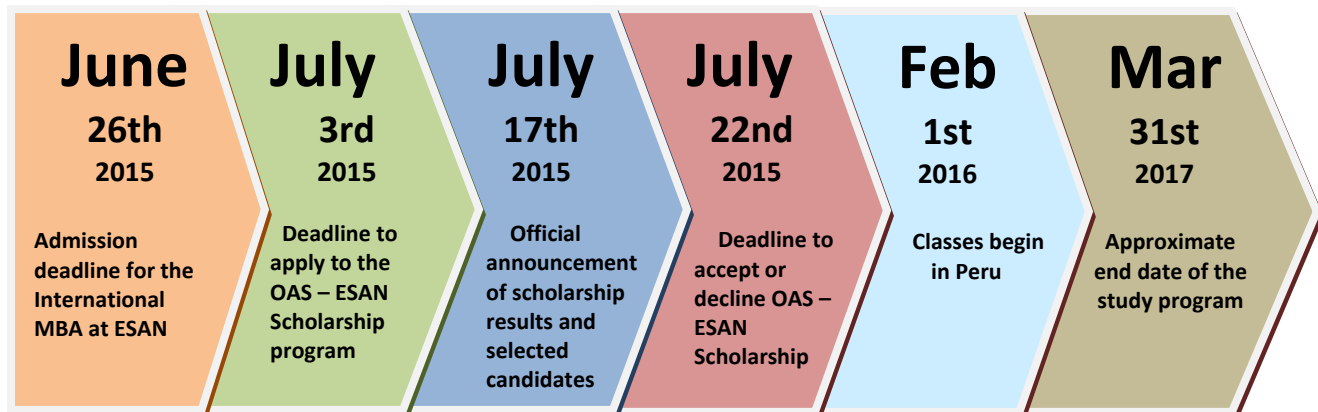 June
26th
2015
Admission
deadline for the
International
MBA at ESAN
July
3rd
2015
Deadline to
apply to the
OAS – ESAN
Scholarship
program
July
17th
2015
Official
announcement
of scholarship
results and
selected
candidates
July
22nd
2015
Deadline to
accept or
decline OAS –
ESAN
Scholarship
Feb
1st
2016
Classes begin
in Peru
Mar
31st
2017
Approximate
end date of the
study program